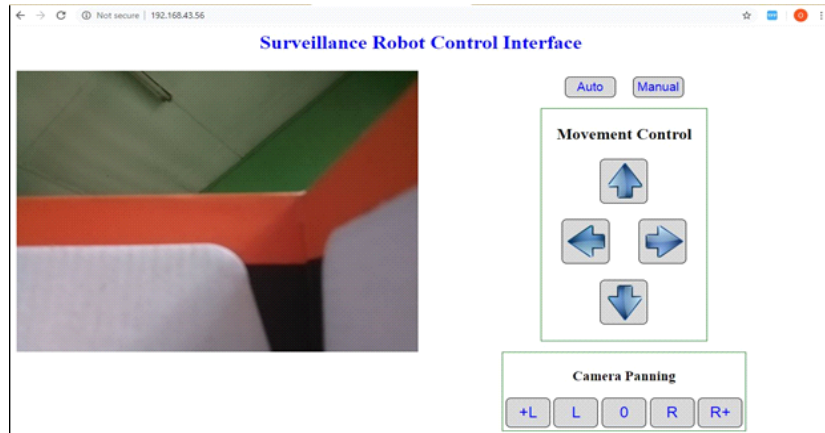 Not secure | 192.168.43.56
Surveillance Robot Control Interface
Auto Manual
Movement Control
Camera Panning
+L L 0 R R+